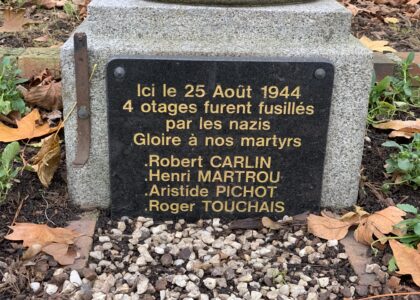 Ici le 25 Août 1944
4 otages furent fusillés
par les nazis
Gloire à nos martyrs
.Robert CARLIN
.Henri MARTROU
.Aristide PICHOT
.Roger TOUCHAIS